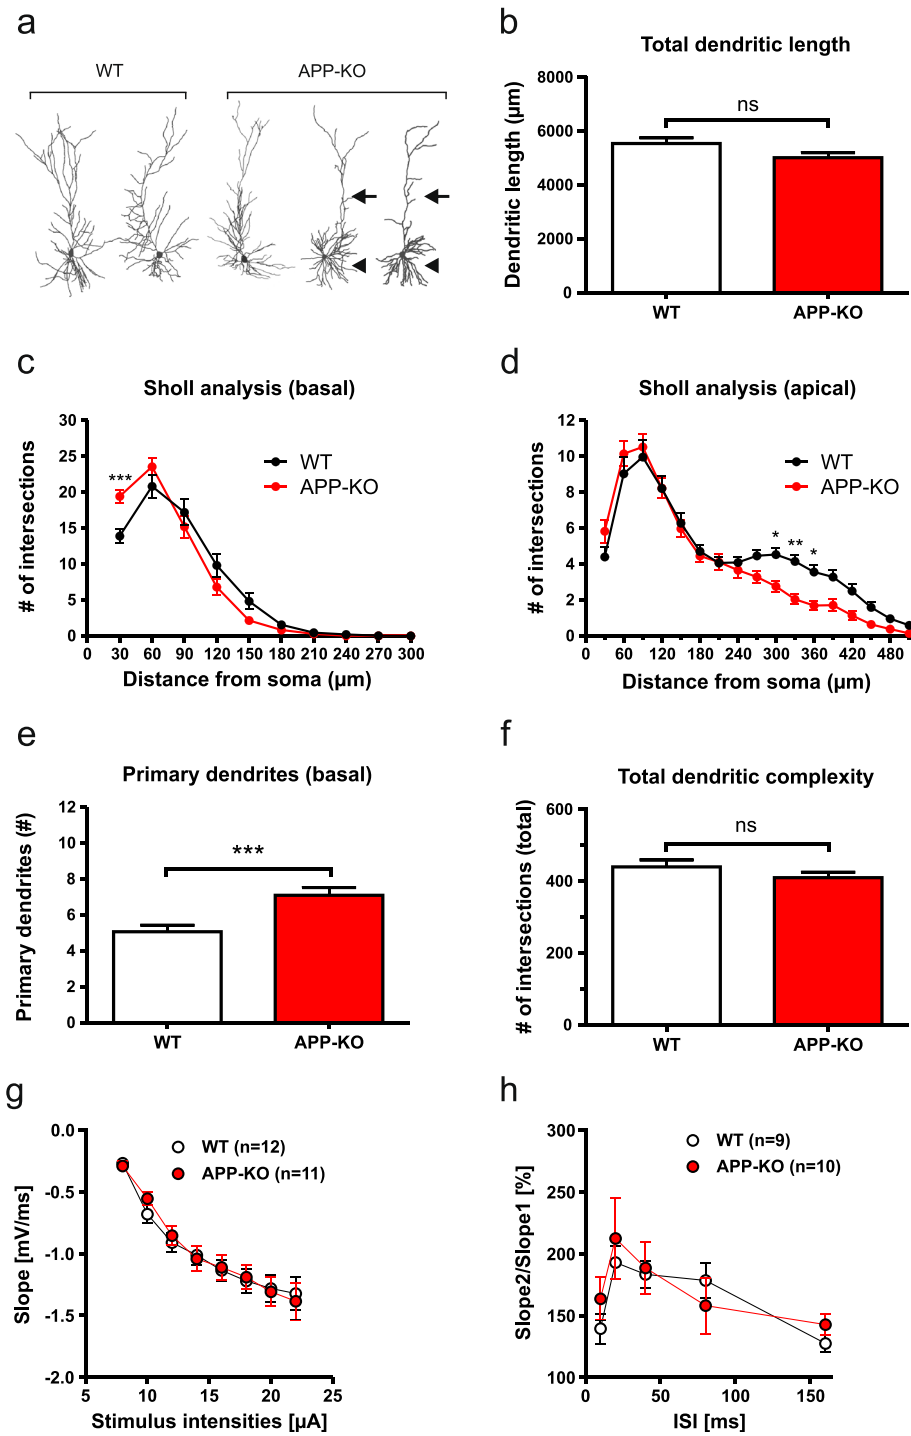 a
WT
APP-KO
b
Total dendritic length
Dendritic length (µm)
8000
6000
4000
2000
0
ns
WT
APP-KO
c
Sholl analysis (basal)
# of intersections
30
25
20
15
10
5
0
***
WT
APP-KO
0 30 60 90 120 150 180 210 240 270 300
Distance from soma (µm)
d
Sholl analysis (apical)
# of intersections
12
10
8
6
4
2
0
WT
APP-KO
* ** *
0 60 120 180 240 300 360 420 480
Distance from soma (µm)
e
Primary dendrites (basal)
Primary dendrites (#)
12
10
8
6
4
2
0
***
WT
APP-KO
f
Total dendritic complexity
# of intersections (total)
600
400
200
0
ns
WT
APP-KO
g
Slope [mV/ms]
0.0
-0.5
-1.0
-1.5
-2.0
WT (n=12)
APP-KO (n=11)
5 10 15 20 25
Stimulus intensities [µA]
h
Slope2/Slope1 [%]
300
250
200
150
100
WT (n=9)
APP-KO (n=10)
0 50 100 150
ISI [ms]